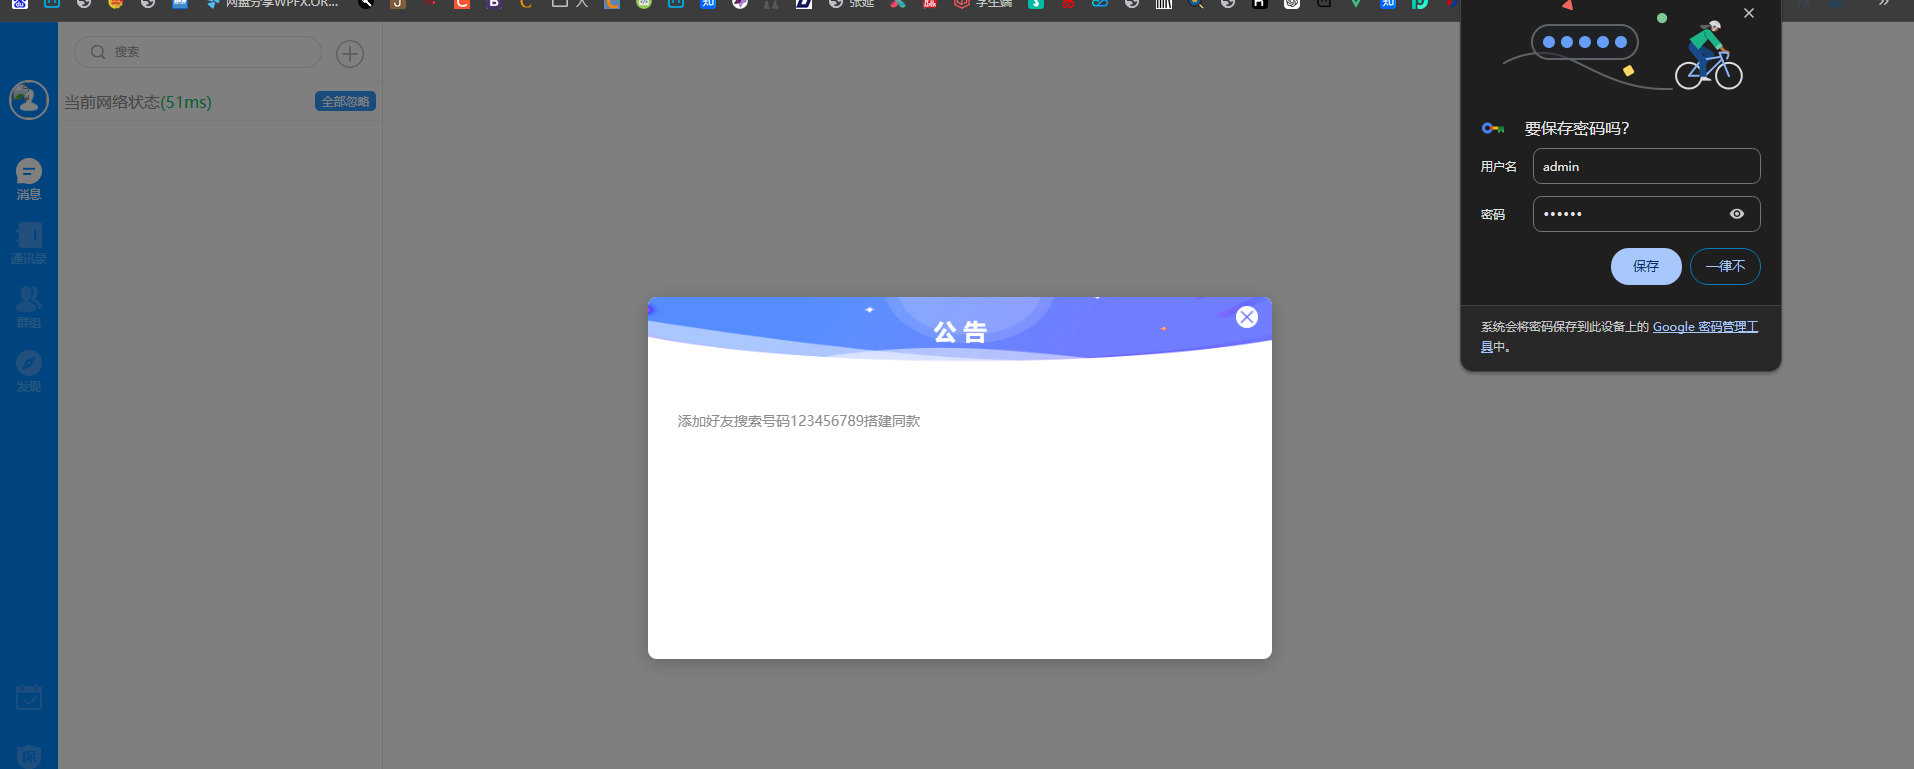 网盘分享WPFX.OR...
人
张延
学生端
搜索
当前网络状态(51ms)
全部忽略
消息
通讯录
群组
发现
保
公 告
添加好友搜索号码123456789搭建同款
要保存密码吗?
用户名
admin
密码
••••••
保存
一律不
系统会将密码保存到此设备上的 Google 密码管理工
具中。